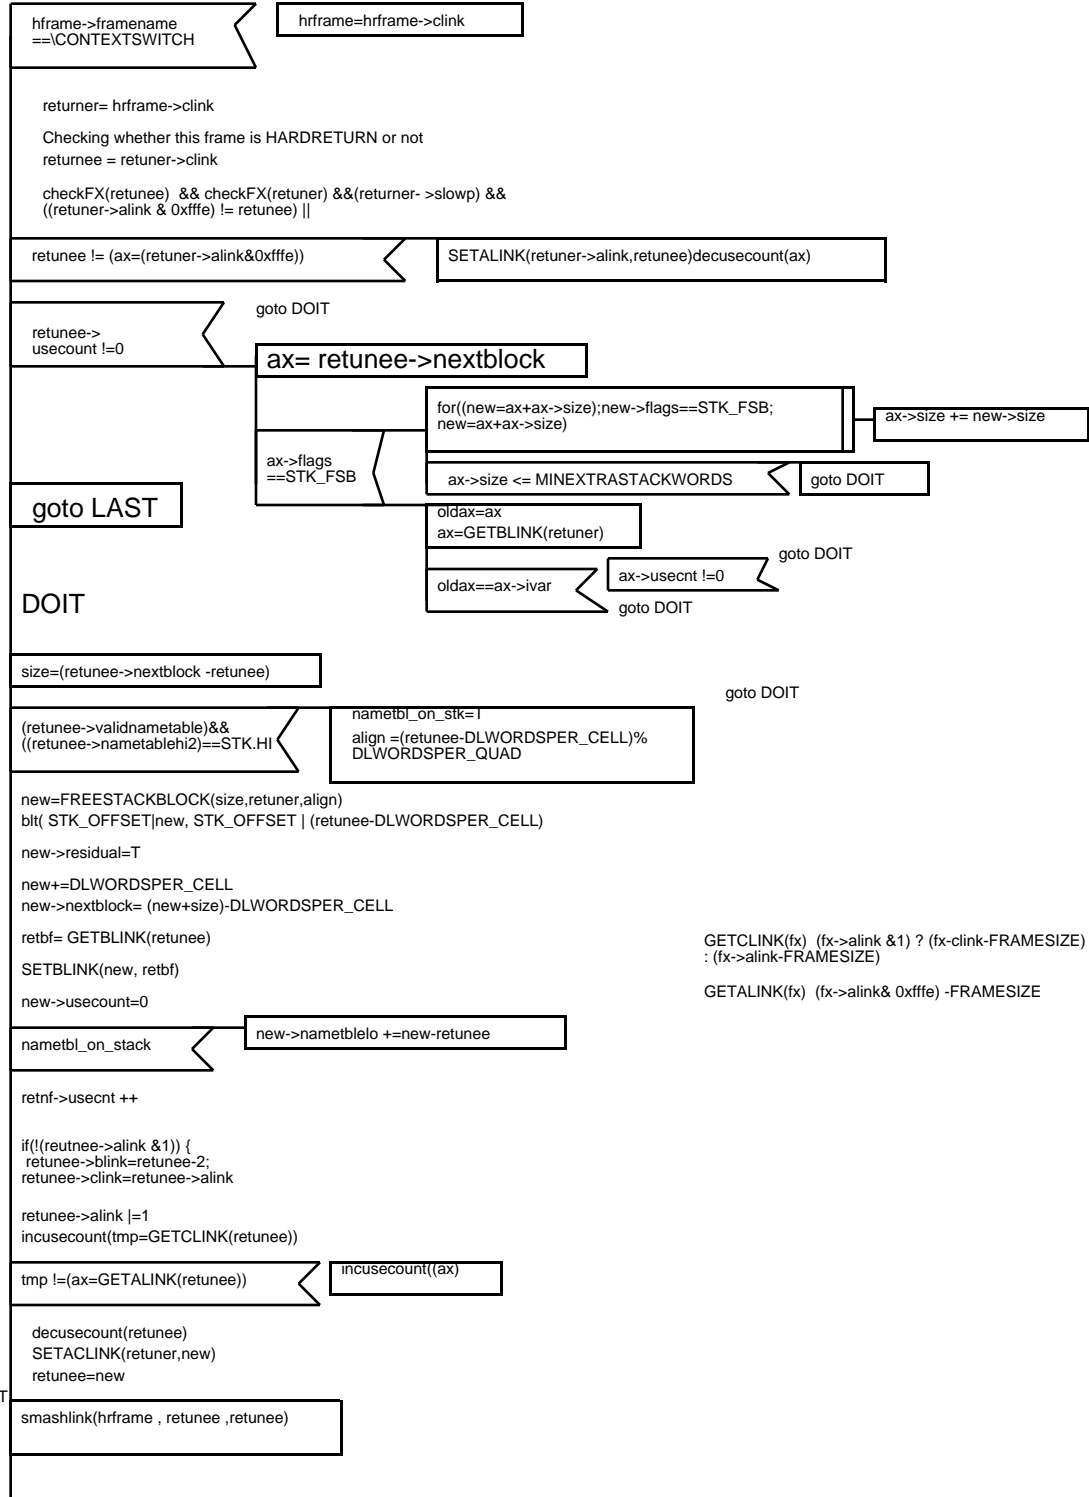 hframe->framename
==\CONTEXTSWITCH
hrframe=hrframe->clink
returner= hrframe->clink
Checking whether this frame is HARDRETURN or not
returnee = retuner->clink
checkFX(retunee)  && checkFX(retuner) &&(returner- >slowp) &&
((retuner->alink & 0xfffe) != retunee) ||
retunee != (ax=(retuner->alink&0xfffe))
SETALINK(retuner->alink,retunee)decusecount(ax)
goto DOIT
retunee->
usecount !=0
ax= retunee->nextblock
for((new=ax+ax->size);new->flags==STK_FSB;
new=ax+ax->size)
ax->size += new->size
ax->flags
==STK_FSB
ax->size <= MINEXTRASTACKWORDS
goto DOIT
goto LAST
oldax=ax
ax=GETBLINK(retuner)
goto DOIT
ax->usecnt !=0
oldax==ax->ivar
goto DOIT
DOIT
size=(retunee->nextblock -retunee)
goto DOIT
(retunee->validnametable)&&
((retunee->nametablehi2)==STK.HI
nametbl_on_stk=T
align =(retunee-DLWORDSPER_CELL)%
DLWORDSPER_QUAD
new=FREESTACKBLOCK(size,retuner,align)
blt( STK_OFFSET|new, STK_OFFSET | (retunee-DLWORDSPER_CELL)
new->residual=T
new+=DLWORDSPER_CELL
new->nextblock= (new+size)-DLWORDSPER_CELL
retbf= GETBLINK(retunee)
GETCLINK(fx)  (fx->alink &1) ? (fx-clink-FRAMESIZE)
: (fx->alink-FRAMESIZE)
SETBLINK(new, retbf)
GETALINK(fx)  (fx->alink& 0xfffe) -FRAMESIZE
new->usecount=0
new->nametblelo +=new-retunee
nametbl_on_stack
retnf->usecnt ++
if(!(reutnee->alink &1)) {
retunee->blink=retunee-2;
retunee->clink=retunee->alink
retunee->alink |=1
incusecount(tmp=GETCLINK(retunee))
tmp !=(ax=GETALINK(retunee))
incusecount((ax)
decusecount(retunee)
SETACLINK(retuner,new)
retunee=new
T
smashlink(hrframe , retunee ,retunee)